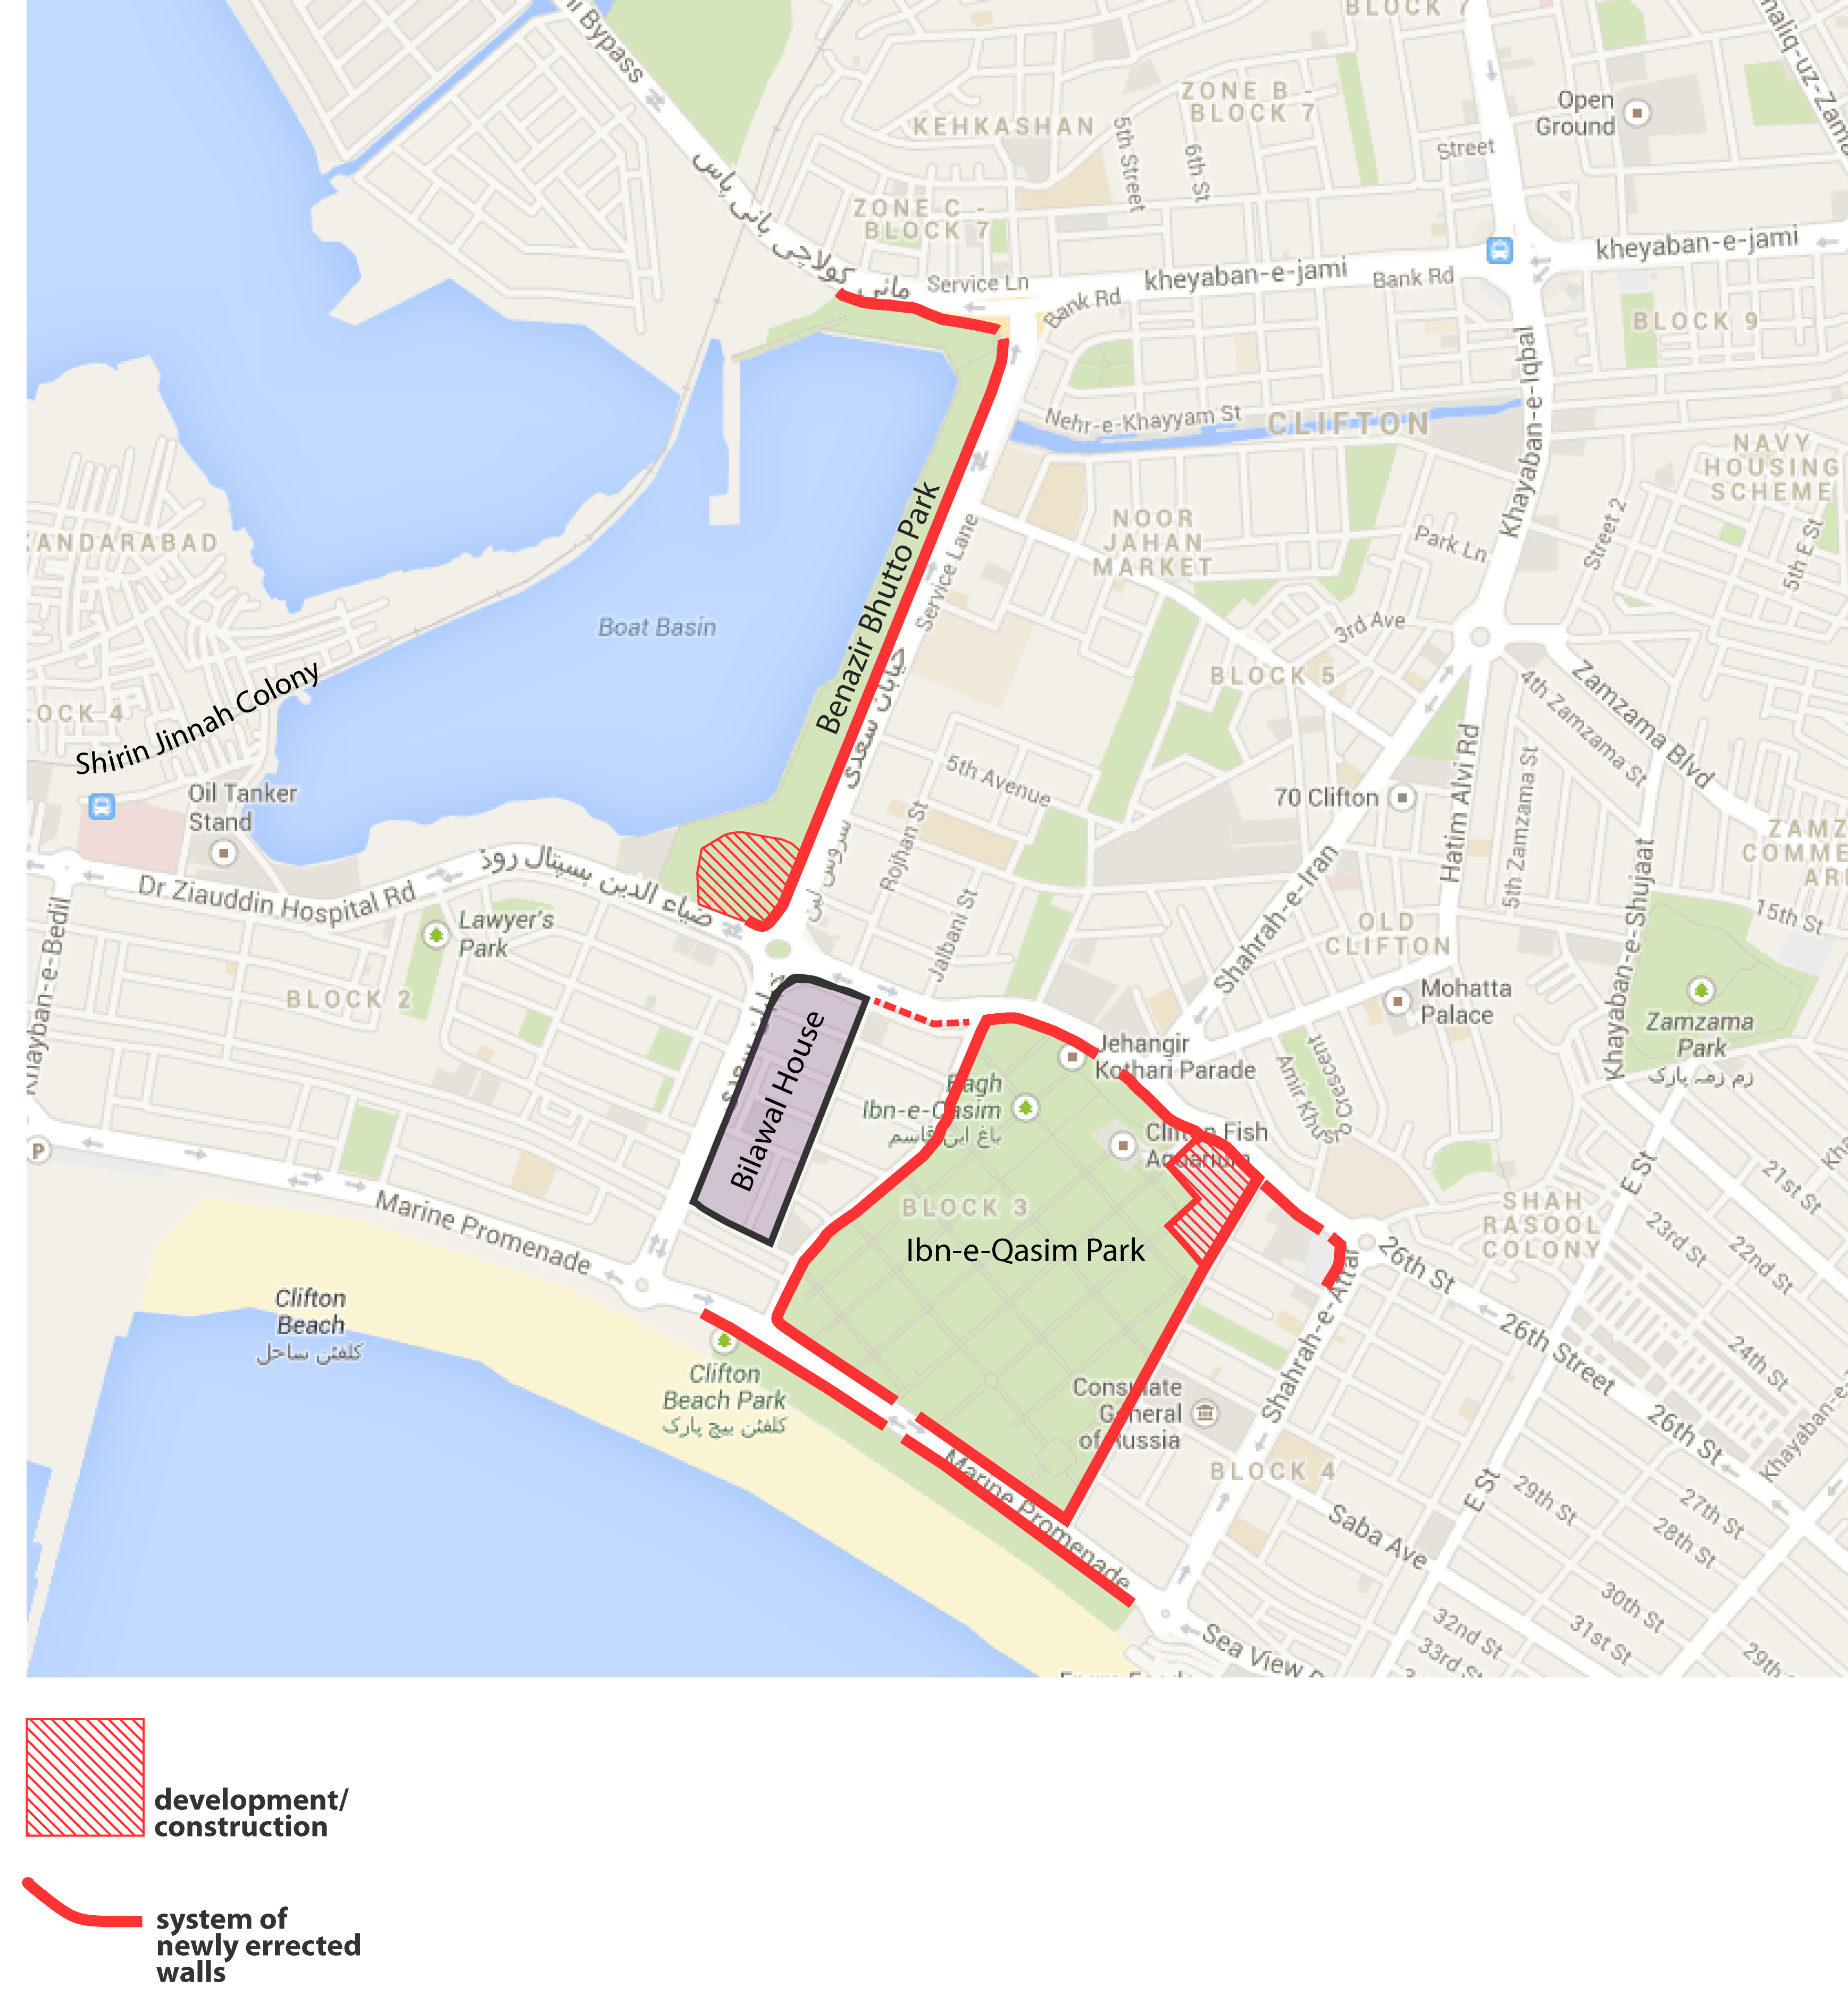 Bypass
BLOCK 7
KEHKASHAN
ZONE B -
BLOCK 7
5th Street
6th St
Open
Ground
Street
ZONE C -
BLOCK 7
مائی کولاچی بائی پاس
Service Ln
kheyaban-e-jami
Bank Rd
Bank Rd
kheyaban-e-jami
BLOCK 9
Khayaban-e-Iqbal
Nehr-e-Khayyam St
CLIFTON
NAVY
HOUSING
SCHEME
KANDARABAD
NOOR
JAHAN
MARKET
Park Ln
Street 2
5th E St
Service Lane
Boat Basin
Benazir Bhutto Park
خیابان سعدی
3rd Ave
BLOCK 5
Shirin Jinnah Colony
LOCK 4
Oil Tanker
Stand
5th Avenue
70 Clifton
Hatim Alvi Rd
4th Zamzama St
Zamzama Blvd
5th Zamzama St
Rojhan St
سروس لین
Jalbani St
Dr Ziauddin Hospital Rd
ضیاء الدین ہسپتال روڈ
Lawyer's
Park
BLOCK 2
Khayaban-e-Bedil
Shahrah-e-Iran
OLD
CLIFTON
Khayaban-e-Shujaat
15th St
Mohatta
Palace
Zamzama
Park
زم زمہ پارک
Bilawal House
Jehangir
Kothari Parade
Bagh
Ibn-e-Qasim
باغ ابن قاسم
Clifton Fish
Aquarium
Amir Khusro
Crescent
BLOCK 3
Ibn-e-Qasim Park
SHAH
RASOOL
COLONY
E St
21st St
22nd St
23rd St
24th St
P
Marine Promenade
Clifton
Beach
کلفٹن ساحل
Clifton
Beach Park
کلفٹن بیچ پارک
26th St
26th Street
26th St
Shahrah-e-Attar
Consulate
General
of Russia
BLOCK 4
Marine Promenade
Saba Ave
E St
29th St
27th St
28th St
30th St
31st St
32nd St
33rd St
29th
Sea View
development/
construction
system of
newly errected
walls